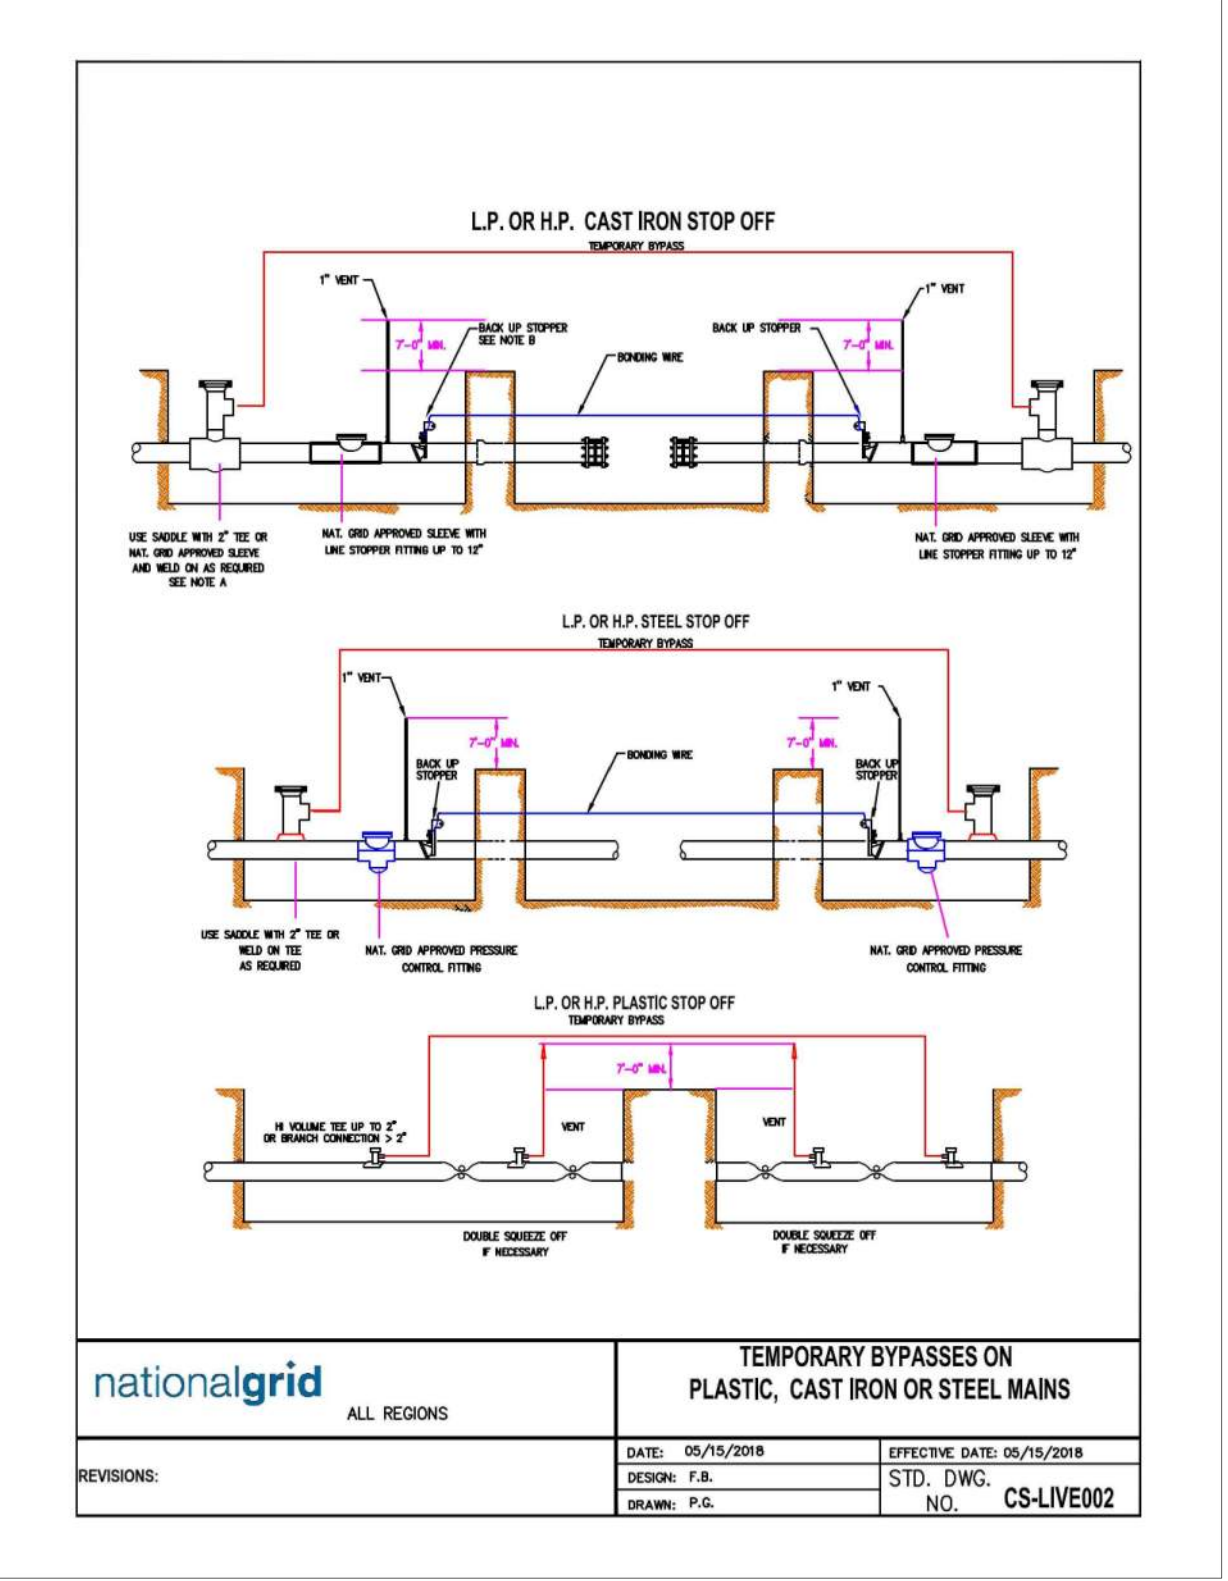 L.P. OR H.P. CAST IRON STOP OFF
TEMPORARY BYPASS
1" VENT
1" VENT
BACK UP STOPPER
SEE NOTE B
BACK UP STOPPER
7'-0" MIN.
7'-0" MIN.
BONDING WIRE
USE SADDLE WITH 2" TEE OR
NAT. GRID APPROVED SLEEVE
AND WELD ON AS REQUIRED
SEE NOTE A
NAT. GRID APPROVED SLEEVE WITH
LINE STOPPER FITTING UP TO 12"
NAT. GRID APPROVED SLEEVE WITH
LINE STOPPER FITTING UP TO 12"
L.P. OR H.P. STEEL STOP OFF
TEMPORARY BYPASS
1" VENT
1" VENT
7'-0" MIN.
7'-0" MIN.
BONDING WIRE
BACK UP
STOPPER
BACK UP
STOPPER
USE SADDLE WITH 2" TEE OR
WELD ON TEE
AS REQUIRED
NAT. GRID APPROVED PRESSURE
CONTROL FITTING
NAT. GRID APPROVED PRESSURE
CONTROL FITTING
L.P. OR H.P. PLASTIC STOP OFF
TEMPORARY BYPASS
7'-0" MIN.
HI VOLUME TEE UP TO 2"
OR BRANCH CONNECTION > 2"
VENT
VENT
DOUBLE SQUEEZE OFF
IF NECESSARY
DOUBLE SQUEEZE OFF
IF NECESSARY
nationalgrid
ALL REGIONS
TEMPORARY BYPASSES ON
PLASTIC, CAST IRON OR STEEL MAINS
REVISIONS:
DATE: 05/15/2018
DESIGN: F.B.
DRAWN: P.G.
EFFECTIVE DATE: 05/15/2018
STD. DWG.
NO. CS-LIVE002